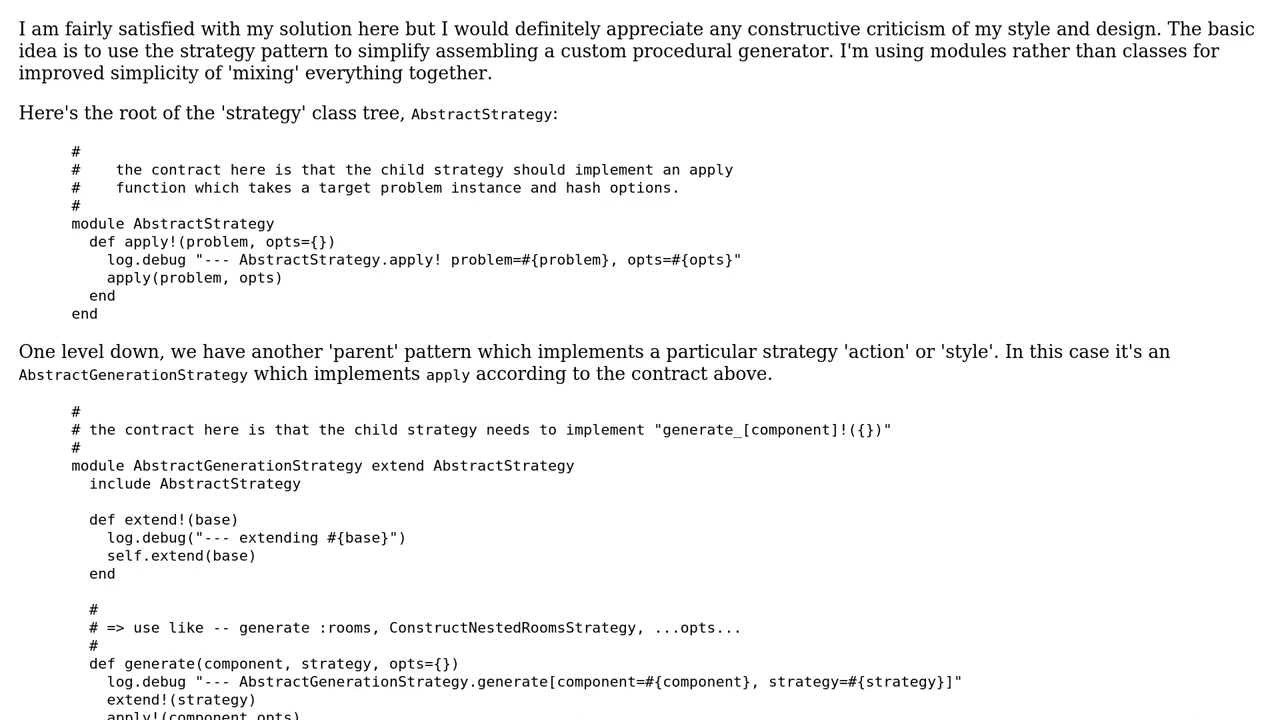 I am fairly satisfied with my solution here but I would definitely appreciate any constructive criticism of my style and design. The basic
idea is to use the strategy pattern to simplify assembling a custom procedural generator. I'm using modules rather than classes for
improved simplicity of 'mixing' everything together.
Here's the root of the 'strategy' class tree, AbstractStrategy:
#
#    the contract here is that the child strategy should implement an apply
#    function which takes a target problem instance and hash options.
#
module AbstractStrategy
  def apply!(problem, opts={})
    log.debug "--- AbstractStrategy.apply! problem=#{problem}, opts=#{opts}"
    apply(problem, opts)
  end
end
One level down, we have another 'parent' pattern which implements a particular strategy 'action' or 'style'. In this case it's an
AbstractGenerationStrategy which implements apply according to the contract above.
#
# the contract here is that the child strategy needs to implement "generate_[component]!({})"
#
module AbstractGenerationStrategy extend AbstractStrategy
  include AbstractStrategy
  def extend!(base)
    log.debug("--- extending #{base}")
    self.extend(base)
  end
  #
  # => use like -- generate :rooms, ConstructNestedRoomsStrategy, ...opts...
  #
  def generate(component, strategy, opts={})
    log.debug "--- AbstractGenerationStrategy.generate[component=#{component}, strategy=#{strategy}]"
    extend!(strategy)
    apply!(component,opts)